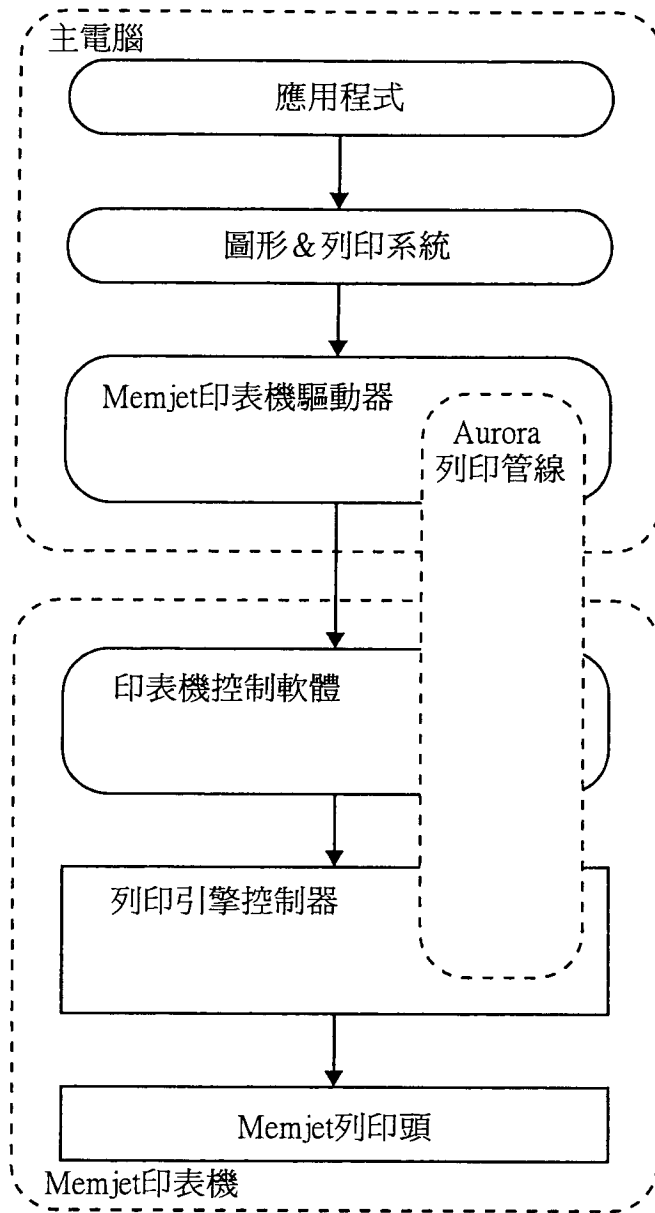 主電腦
應用程式
圖形&列印系統
Memjet印表機驅動器
Aurora
列印管線
印表機控制軟體
列印引擎控制器
Memjet列印頭
Memjet印表機